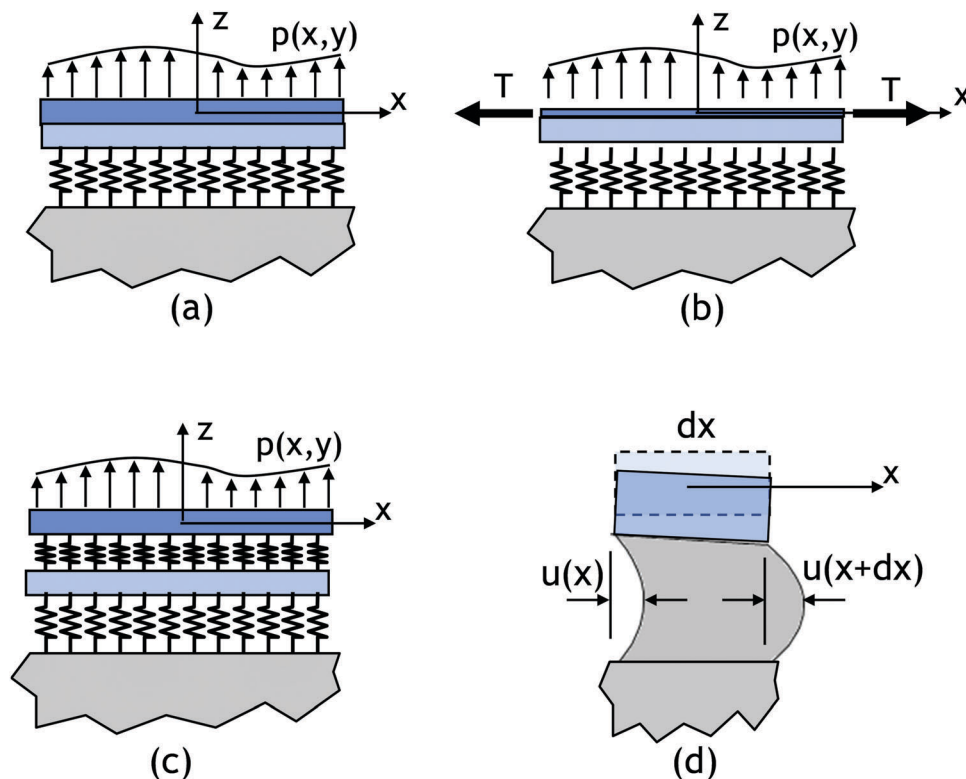 z
p(x,y)
x
(a)
z
p(x,y)
T
T
x
(b)
z
p(x,y)
x
(c)
dx
x
u(x)
u(x+dx)
(d)